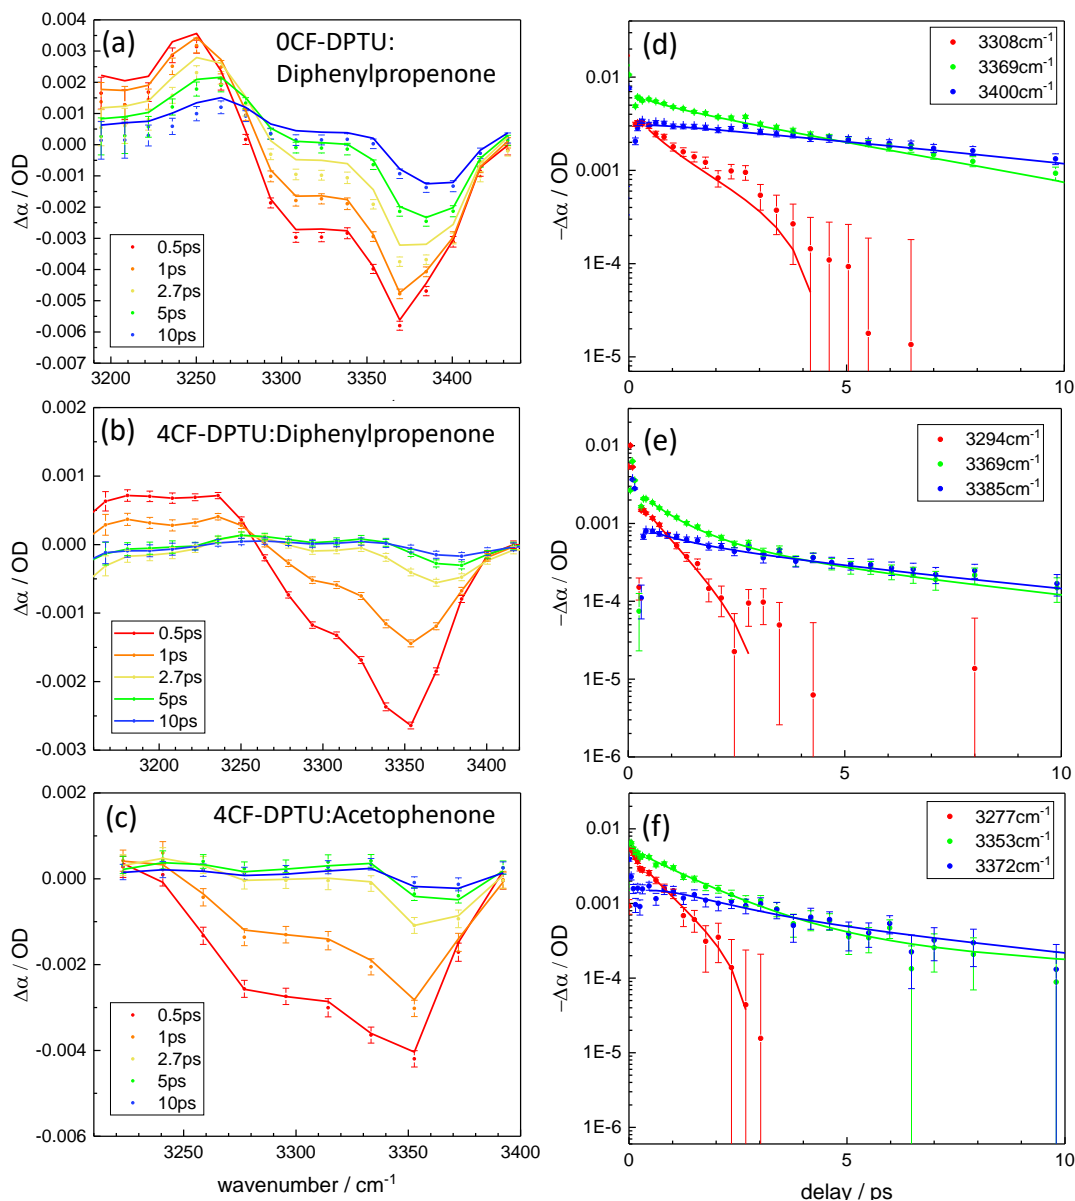 (a)
0CF-DPTU:
Diphenylpropenone
0.004
0.003
0.002
0.001
0.000
-0.001
-0.002
-0.003
-0.004
-0.005
-0.006
-0.007
Δα / OD
0.5ps
1ps
2.7ps
5ps
10ps
3200
3250
3300
3350
3400
(d)
3308cm-1
3369cm-1
3400cm-1
0.01
0.001
1E-4
1E-5
−Δα / OD
0
5
10
(b)
4CF-DPTU:Diphenylpropenone
0.002
0.001
0.000
-0.001
-0.002
-0.003
Δα / OD
0.5ps
1ps
2.7ps
5ps
10ps
3200
3250
3300
3350
3400
(e)
3294cm-1
3369cm-1
3385cm-1
0.01
0.001
1E-4
1E-5
1E-6
−Δα / OD
0
5
10
(c)
4CF-DPTU:Acetophenone
0.002
0.000
-0.002
-0.004
-0.006
Δα / OD
0.5ps
1ps
2.7ps
5ps
10ps
3250
3300
3350
3400
wavenumber / cm-1
(f)
3277cm-1
3353cm-1
3372cm-1
0.01
0.001
1E-4
1E-5
1E-6
−Δα / OD
0
5
10
delay / ps